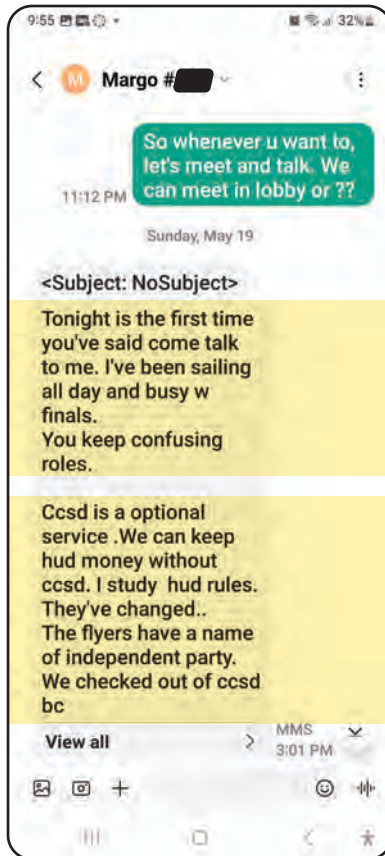 9:55
32%
Margo #
So whenever u want to,
let's meet and talk. We
can meet in lobby or ??
11:12 PM
Sunday, May 19
<Subject: NoSubject>
Tonight is the first time
you've said come talk
to me. I've been sailing
all day and busy w
finals.
You keep confusing
roles.
Ccsd is a optional
service .We can keep
hud money without
ccsd. I study hud rules.
They've changed..
The flyers have a name
of independent party.
We checked out of ccsd
bc
View all >
MMS
3:01 PM